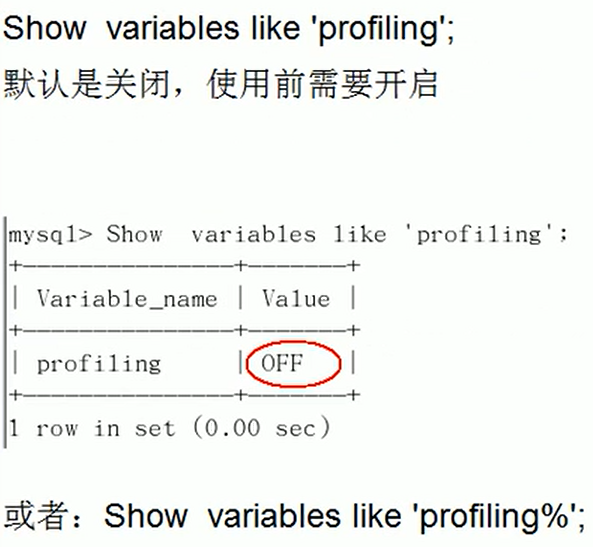 Show  variables like 'profiling';
默认是关闭，使用前需要开启
mysql> Show  variables like 'profiling';
+---------------+-------+
| Variable_name | Value |
+---------------+-------+
| profiling     | OFF   |
+---------------+-------+
1 row in set (0.00 sec)
或者：Show  variables like 'profiling%';